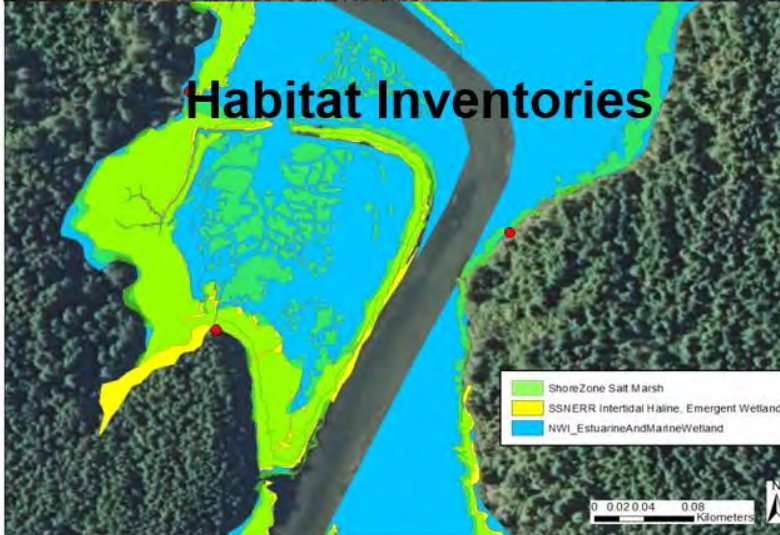 Habitat Inventories
ShoreZone Salt Marsh
SSNERR Intertidal Haline, Emergent Wetland
NWI_EstuarineAndMarineWetland
0 0.02 0.04 0.08
Kilometers
N